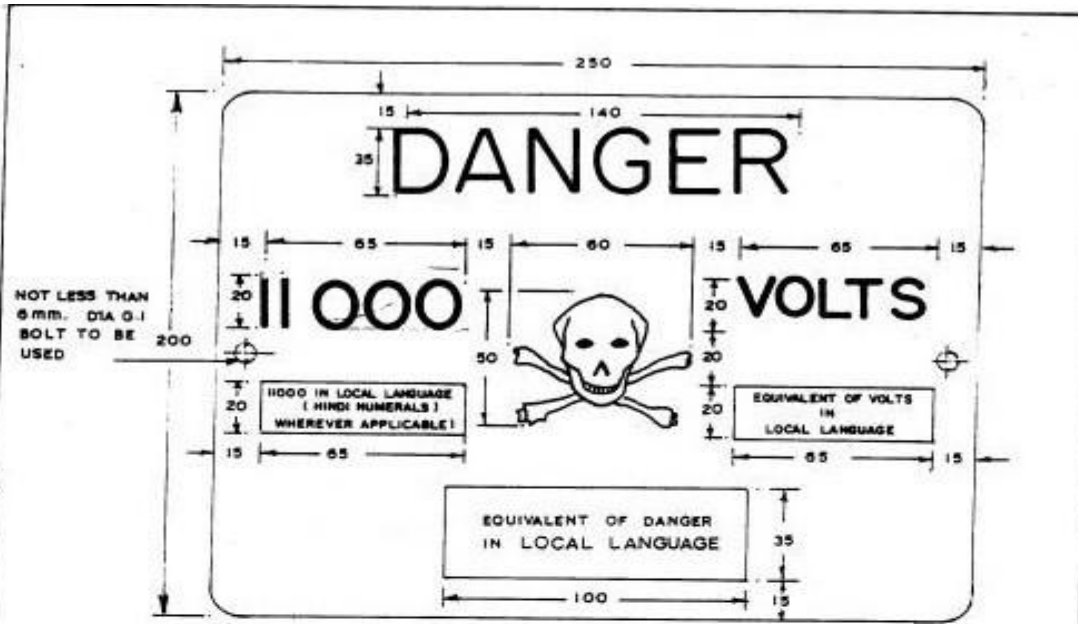 250
15 140
35 DANGER
15 65 15 60 15 65 15
20 11 000 50 20 VOLTS
NOT LESS THAN
6mm. DIA G.I
BOLT TO BE
USED
200
20
20 11000 IN LOCAL LANGUAGE
( HINDI NUMERALS )
WHEREVER APPLICABLE)
20 EQUIVALENT OF VOLTS
IN
LOCAL LANGUAGE
15 65 65 15
EQUIVALENT OF DANGER
IN LOCAL LANGUAGE
35
100
15